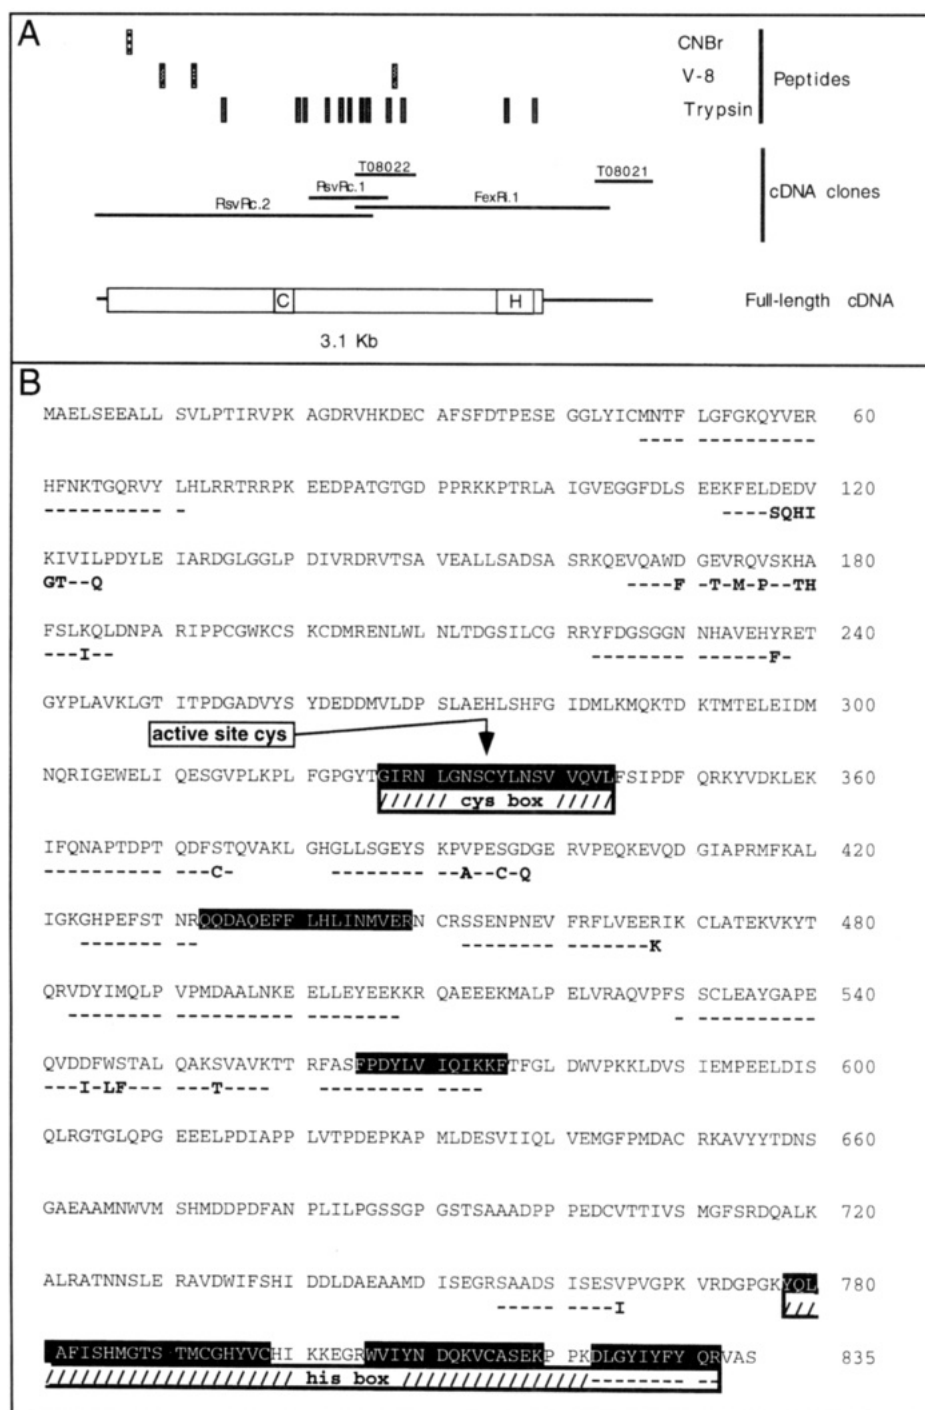 A
CNBr
V-8
Peptides
Trypsin
T08022
T08021
RsvRc.1
cDNA clones
RsvRc.2
FexRl.1
C
H
Full-length cDNA
3.1 Kb
B
MAELSEEALL SVLPTIRVPK AGDRVHKDEC AFSFDTPESE GGLYICMNTF LGFGKQYVER 60
---- ----------
HFNKTGQRVY LHLRRTRRPK EEDPATGTGD PPRKKPTRLA IGVEGGFDLS EEKFELDEDV 120
---------- - ----SQHI
KIVILPDYLE IARDGLGGLP DIVRDRVTSA VEALLSADSA SRKQEVQAWD GEVRQVSKHA 180
GT--Q ----F -T-M-P--TH
FSLKQLDNPA RIPPCGWKCS KCDMRENLWL NLTDGSILCG RRYFDGSGGN NHAVEHYRET 240
---I-- -------- ------F-
GYPLAVKLGT ITPDGADVYS YDEDDMVLDP SLAEHLSHFG IDMLKMQKTD KTMTELEIDM 300
active site cys
NQRIGEWELI QESGVPLKPL FGPGYTGIRN LGNSCYLNSV VQVLFSIPDF QRKYVDKLEK 360
////// cys box /////
IFQNAPTDPT QDFSTQVAKL GHGLLSGEYS KPVPESGDGE RVPEQKEVQD GIAPRMFKAL 420
---------- ---C- -------- --A--C-Q
IGKGHPEFST NRQQDAQEFF LHLINMVERN CRSSENPNEV FRFLVEERIK CLATEKVKYT 480
------- -- -------- -------K
QRVDYIMQLP VPMDAALNKE ELLEYEEKKR QAEEEKMALP ELVRAQVPFS SCLEAYGAPE 540
-------- ---------- -------- - ----------
QVDDFWSTAL QAKSVAVKTT RFASFPDYLV IQIKKFTFGL DWVPKKLDVS IEMPEELDIS 600
---I-LF--- ---T---- --------- -----
QLRGTGLQPG EEELPDIAPP LVTPDEPKAP MLDESVIIQL VEMGFPMDAC RKAVYYTDNS 660
GAEAAMNWVM SHMDDPDFAN PLILPGSSGP GSTSAAADPP PEDCVTTIVS MGFSRDQALK 720
ALRATNNSLE RAVDWIFSHI DDLDAEAAMD ISEGRSAADS ISESVPVGPK VRDGPGKYQL 780
----- ----I ///
AFISHMGTS TMCGHYVCHI KKEGRWVIYN DQKVCASEKP PKDLGYIYFY QRVAS 835
///////////////////// his box //////////////// ------- --